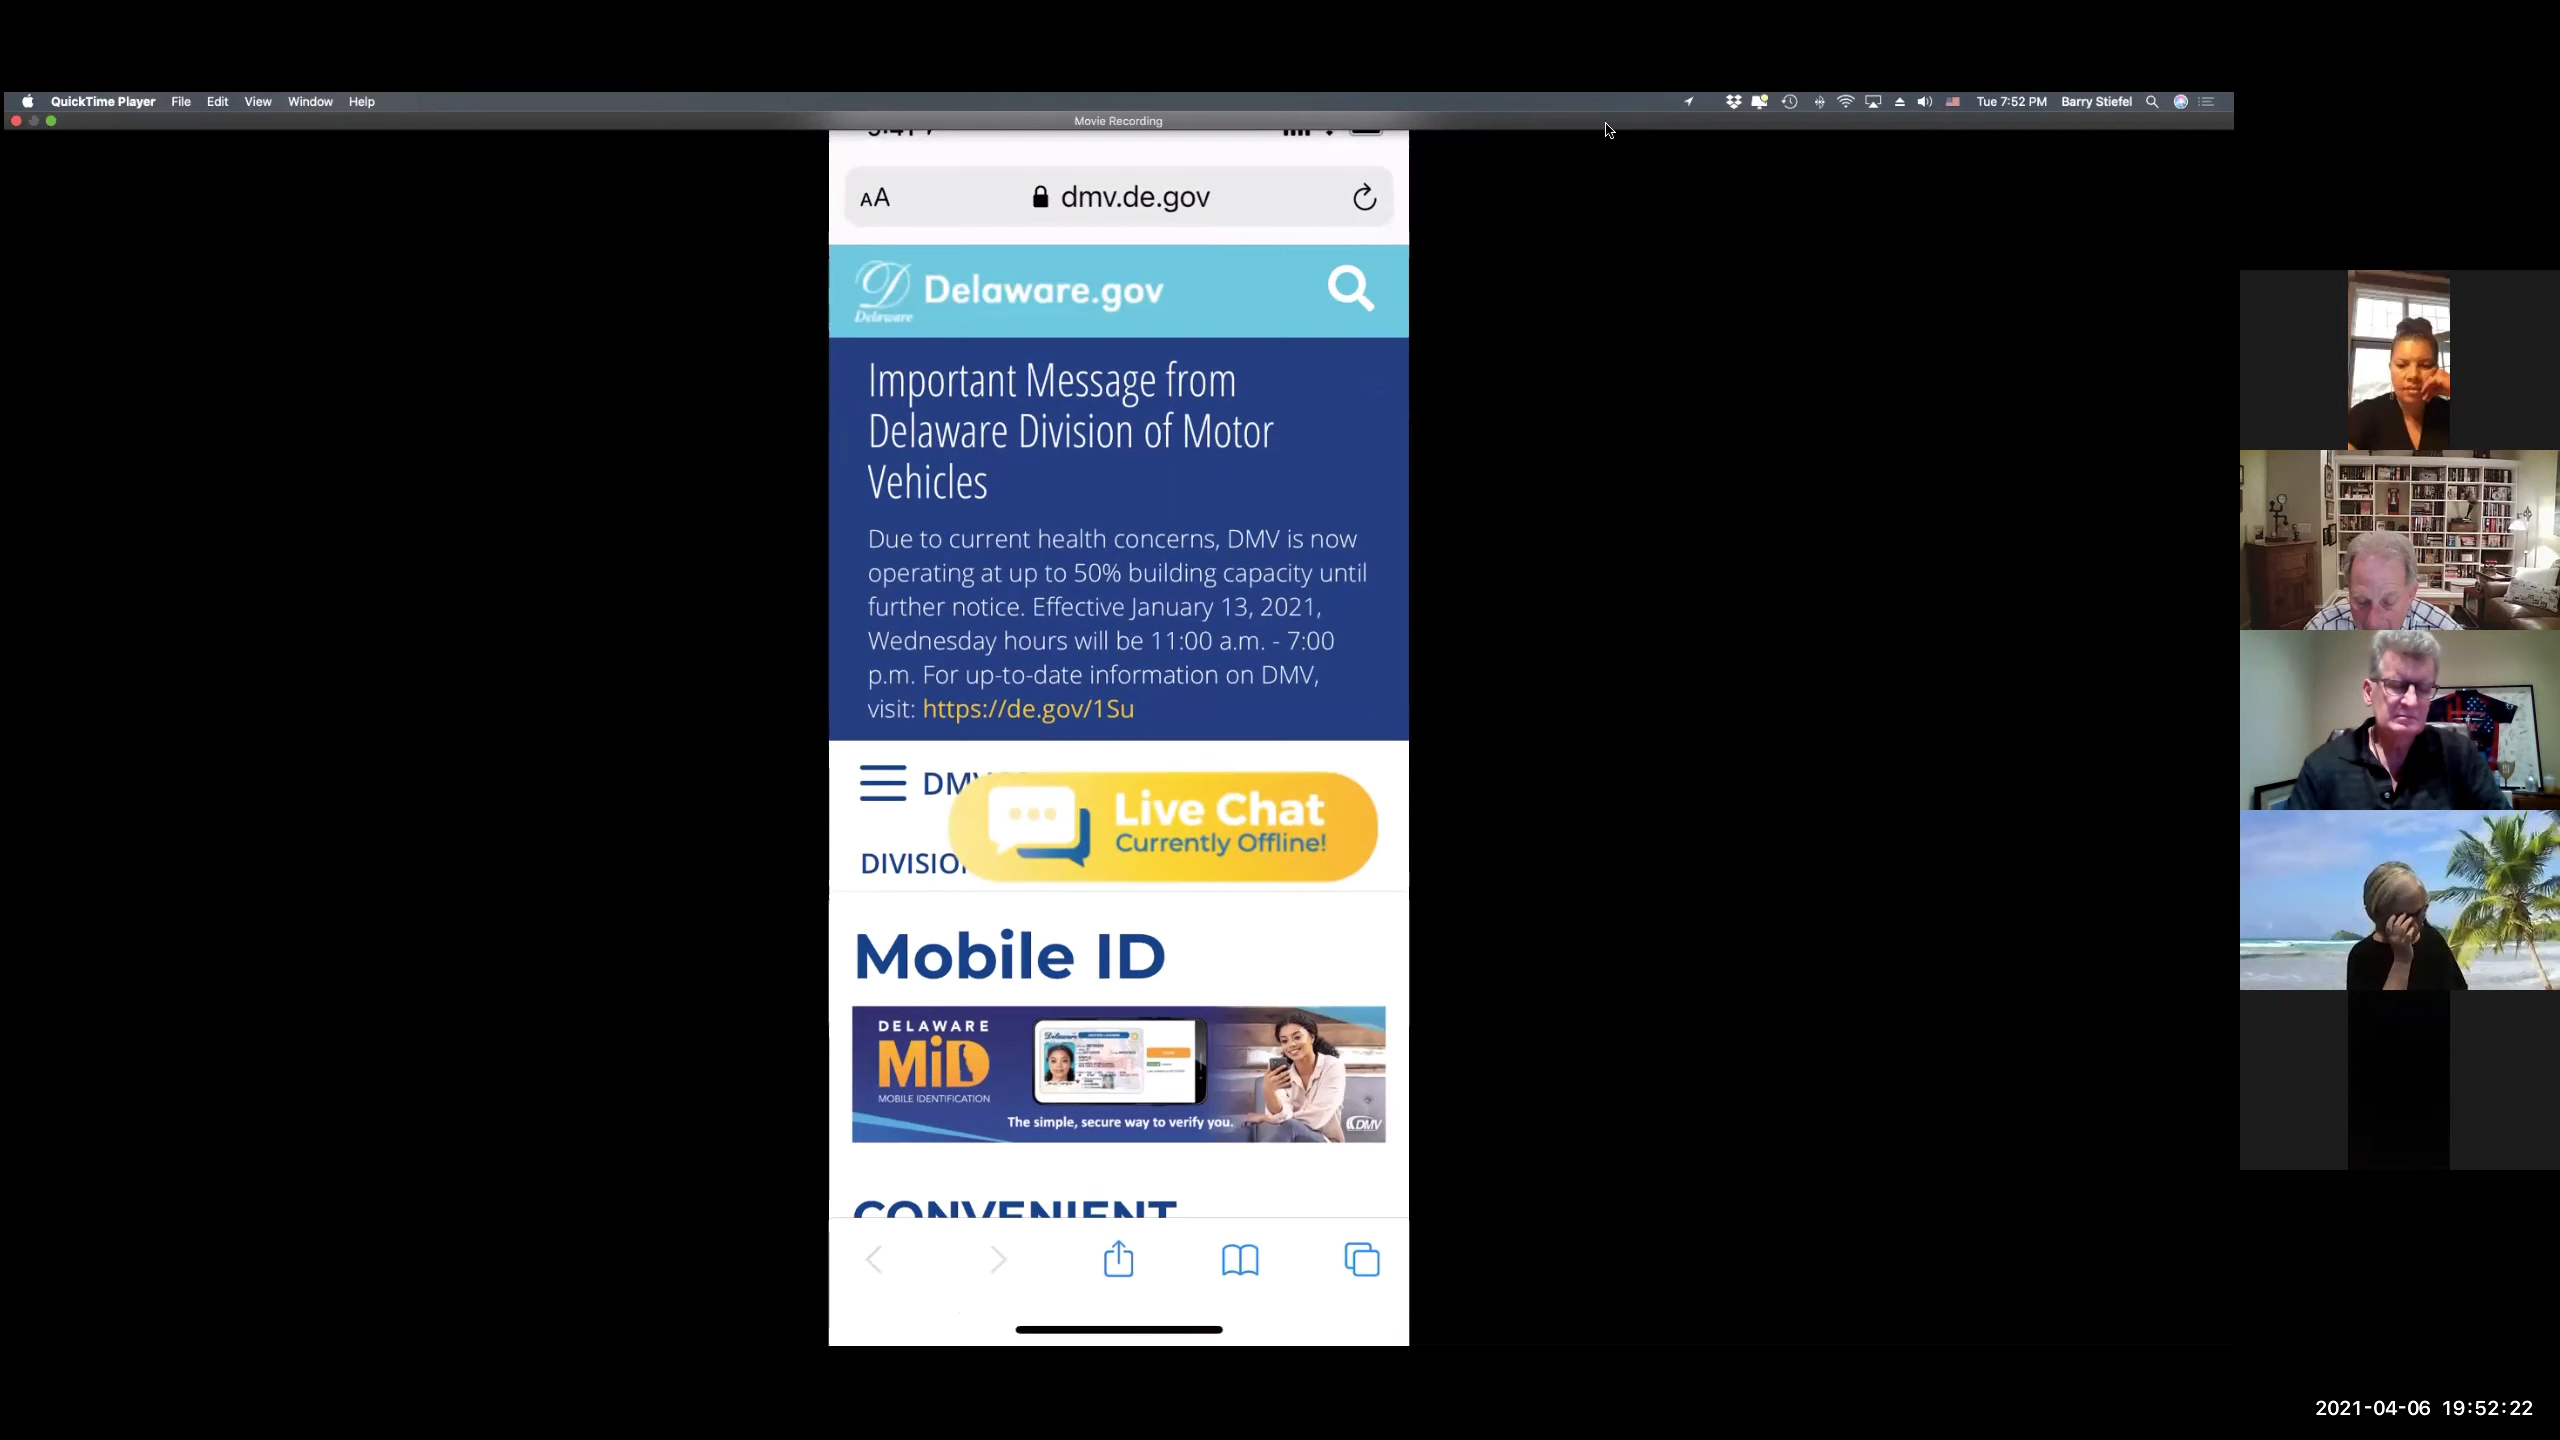 QuickTime Player File Edit View Window Help
Tue 7:52 PM Barry Stiefel
Movie Recording
AA dmv.de.gov
Delaware
Delaware.gov
Important Message from
Delaware Division of Motor
Vehicles
Due to current health concerns, DMV is now
operating at up to 50% building capacity until
further notice. Effective January 13, 2021,
Wednesday hours will be 11:00 a.m. - 7:00
p.m. For up-to-date information on DMV,
visit: https://de.gov/1Su
Live Chat
Currently Offline!
Mobile ID
DELAWARE
MiD
MOBILE IDENTIFICATION
The simple, secure way to verify you.
DMV
CONVENIENT
2021-04-06 19:52:22